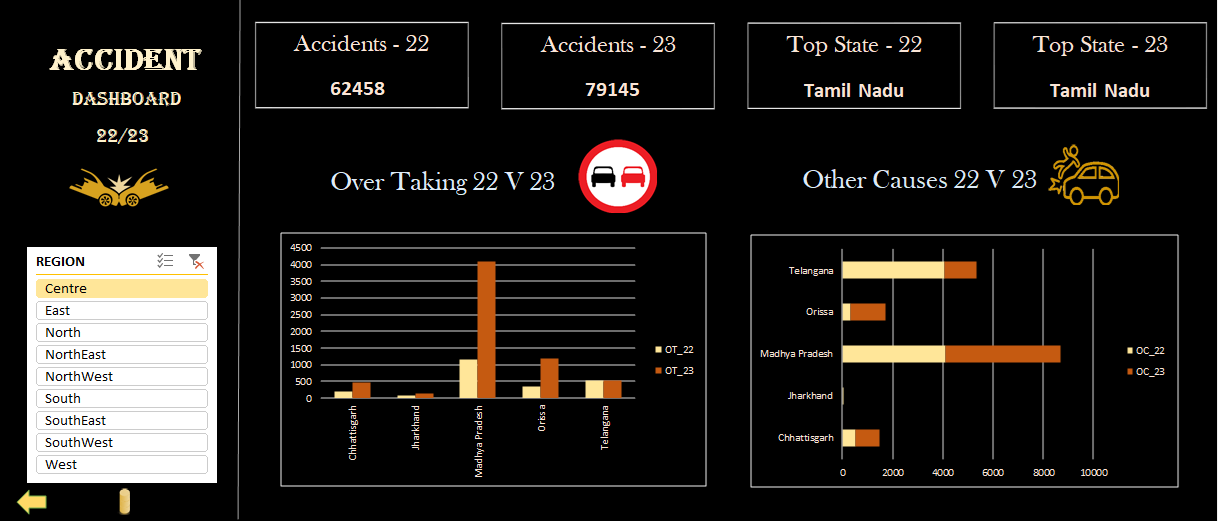 ACCIDENT
DASHBOARD
22/23
REGION
Centre
East
North
NorthEast
NorthWest
South
SouthEast
SouthWest
West
Accidents - 22
62458
Accidents - 23
79145
Top State - 22
Tamil Nadu
Top State - 23
Tamil Nadu
Over Taking 22 V 23
4500
4000
3500
3000
2500
2000
1500
1000
500
0
Chhattisgarh
Jharkhand
Madhya Pradesh
Orissa
Telangana
OT_22
OT_23
Other Causes 22 V 23
Telangana
Orissa
Madhya Pradesh
Jharkhand
Chhattisgarh
0 2000 4000 6000 8000 10000
OC_22
OC_23